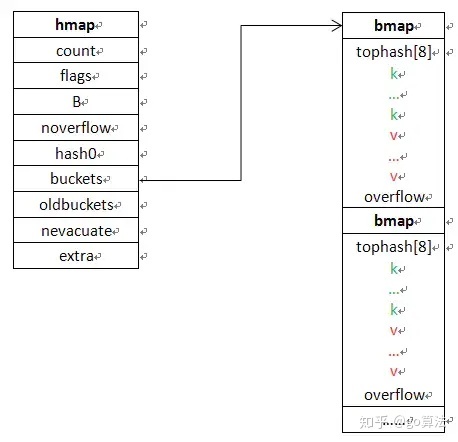 hmap
count
flags
B
noverflow
hash0
buckets
oldbuckets
nevacuate
extra
bmap
tophash[8]
k
...
k
v
...
v
overflow
bmap
tophash[8]
k
...
k
v
...
v
overflow
......
知乎 @go算法